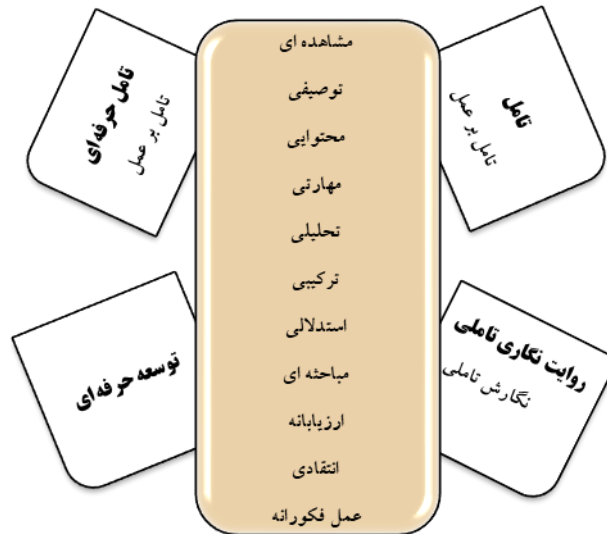 تامل
تامل بر عمل
روایت نگاری تاملی
نگارش تاملی
مشاهده ای
توصیفی
محتوایی
مهارتی
تحلیلی
ترکیبی
استدلالی
مباحثه ای
ارزیابانه
انتقادی
عمل فکورانه
تامل حرفه‌ای
تامل بر عمل
توسعه حرفه‌ای